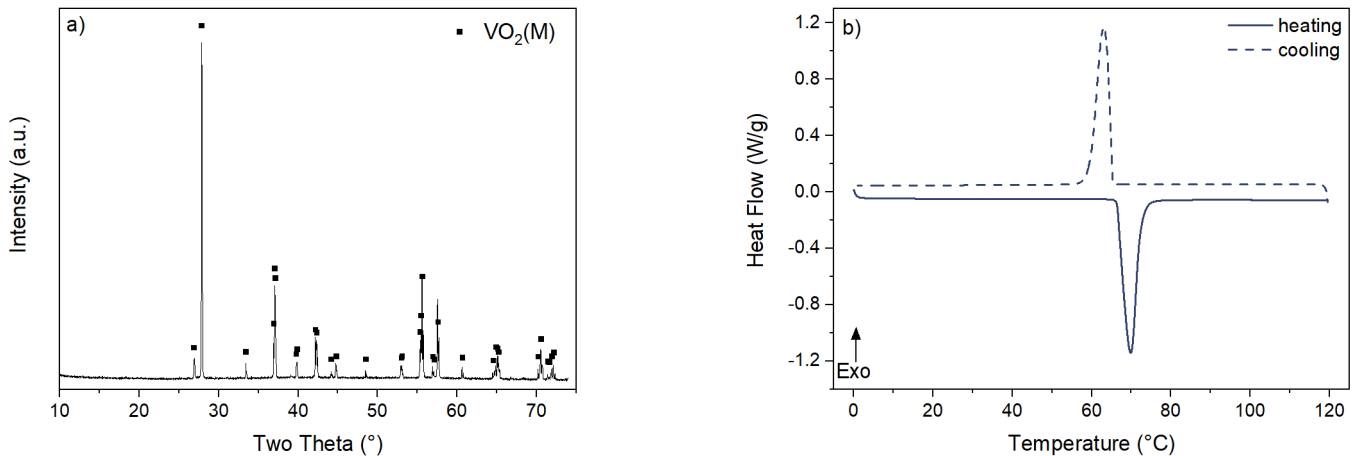 a)
VO₂(M)
Intensity (a.u.)
10 20 30 40 50 60 70
Two Theta (°)
b)
heating
cooling
1.2
0.8
0.4
0.0
-0.4
-0.8
-1.2
Heat Flow (W/g)
Exo
0 20 40 60 80 100 120
Temperature (°C)